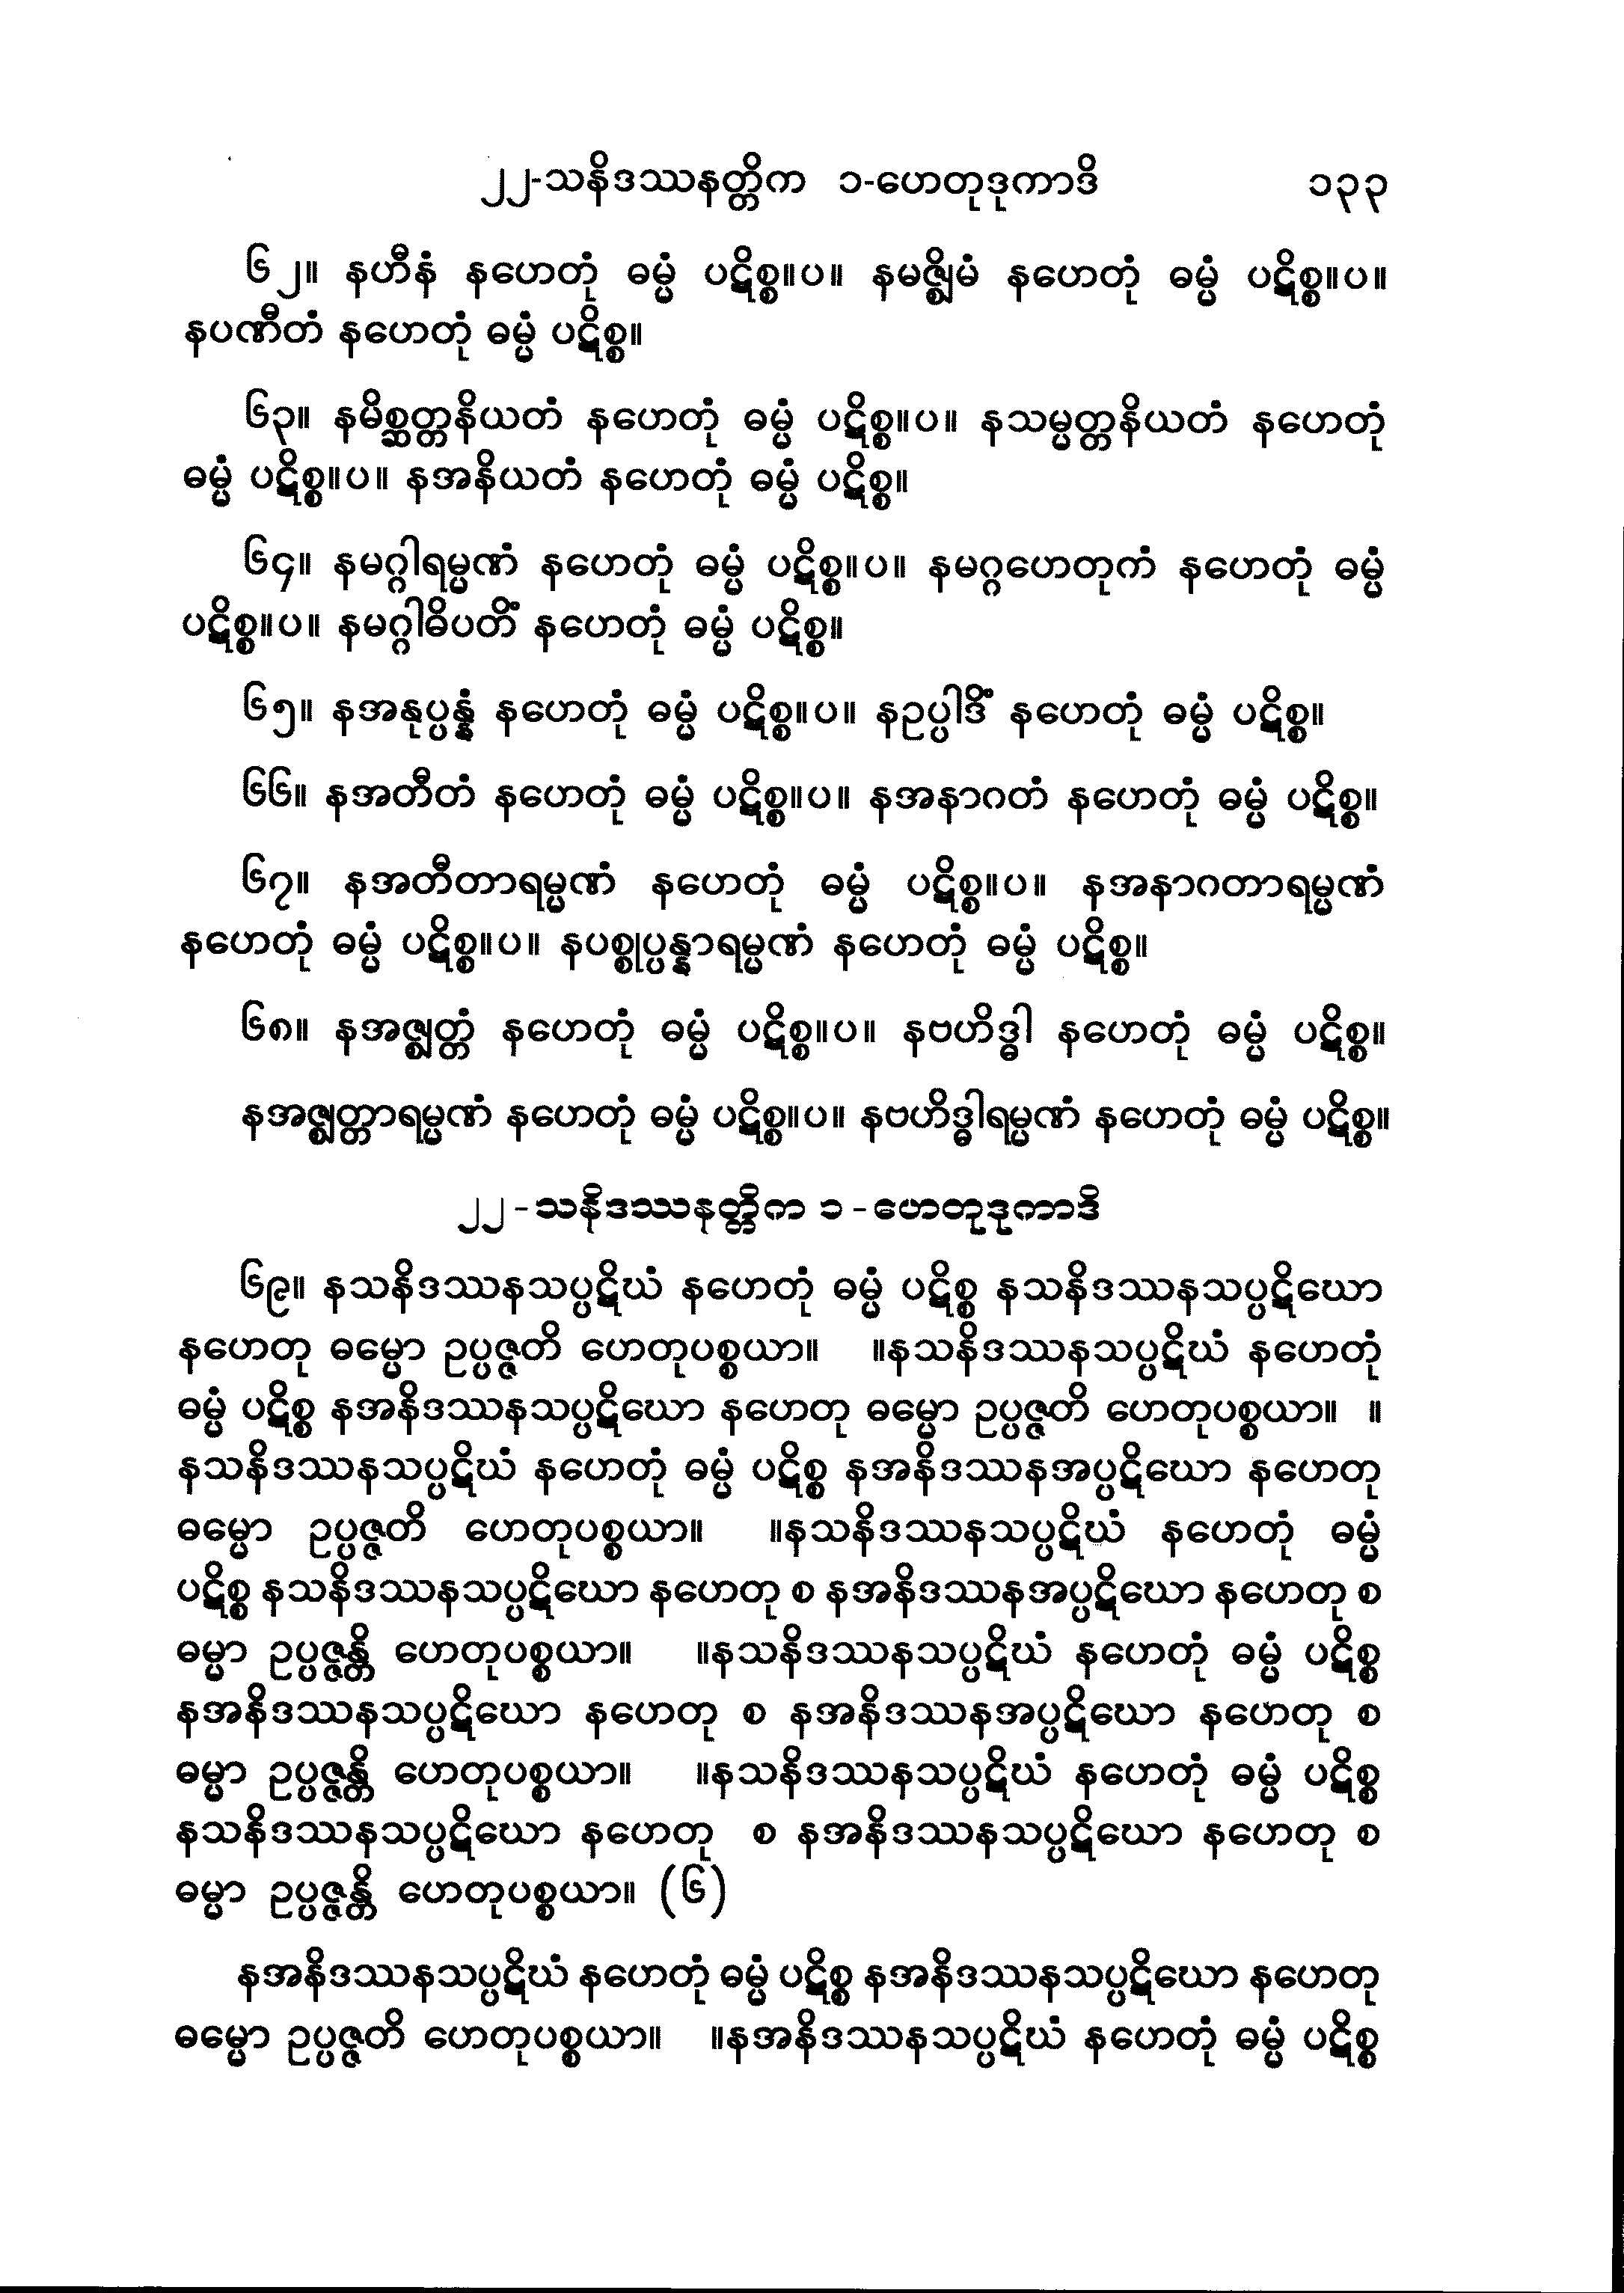 ၂၂-သနိဒဿနတ္တိက ၁-ဟေတုဒုကာဒိ ၁၃၃
၆၂။ နဟီနံ နဟေတုံ ဓမ္မံ ပဋိစ္စ။ပ။ နမဇ္ဈိမံ နဟေတုံ ဓမ္မံ ပဋိစ္စ။ပ။
နပဏီတံ နဟေတုံ ဓမ္မံ ပဋိစ္စ။
၆၃။ နမိစ္ဆတ္တနိယတံ နဟေတုံ ဓမ္မံ ပဋိစ္စ။ပ။ နသမ္မတ္တနိယတံ နဟေတုံ
ဓမ္မံ ပဋိစ္စ။ပ။ နအနိယတံ နဟေတုံ ဓမ္မံ ပဋိစ္စ။
၆၄။ နမဂ္ဂါရမ္မဏံ နဟေတုံ ဓမ္မံ ပဋိစ္စ။ပ။ နမဂ္ဂဟေတုကံ နဟေတုံ ဓမ္မံ
ပဋိစ္စ။ပ။ နမဂ္ဂါဓိပတိံ နဟေတုံ ဓမ္မံ ပဋိစ္စ။
၆၅။ နအနုပ္ပန္နံ နဟေတုံ ဓမ္မံ ပဋိစ္စ။ပ။ နဥပ္ပါဒိံ နဟေတုံ ဓမ္မံ ပဋိစ္စ။
၆၆။ နအတီတံ နဟေတုံ ဓမ္မံ ပဋိစ္စ။ပ။ နအနာဂတံ နဟေတုံ ဓမ္မံ ပဋိစ္စ။
၆၇။ နအတီတာရမ္မဏံ နဟေတုံ ဓမ္မံ ပဋိစ္စ။ပ။ နအနာဂတာရမ္မဏံ
နဟေတုံ ဓမ္မံ ပဋိစ္စ။ပ။ နပစ္စုပ္ပန္နာရမ္မဏံ နဟေတုံ ဓမ္မံ ပဋိစ္စ။
၆၈။ နအဇ္ဈတ္တံ နဟေတုံ ဓမ္မံ ပဋိစ္စ။ပ။ နဗဟိဒ္ဓါ နဟေတုံ ဓမ္မံ ပဋိစ္စ။
နအဇ္ဈတ္တာရမ္မဏံ နဟေတုံ ဓမ္မံ ပဋိစ္စ။ပ။ နဗဟိဒ္ဓါရမ္မဏံ နဟေတုံ ဓမ္မံ ပဋိစ္စ။
၂၂-သနိဒဿနတ္တိက ၁-ဟေတုဒုကာဒိ
၆၉။ နသနိဒဿနသပ္ပဋိဃံ နဟေတုံ ဓမ္မံ ပဋိစ္စ နသနိဒဿနသပ္ပဋိဃော
နဟေတု ဓမ္မော ဥပ္ပဇ္ဇတိ ဟေတုပစ္စယာ။ ။နသနိဒဿနသပ္ပဋိဃံ နဟေတုံ
ဓမ္မံ ပဋိစ္စ နအနိဒဿနသပ္ပဋိဃော နဟေတု ဓမ္မော ဥပ္ပဇ္ဇတိ ဟေတုပစ္စယာ။ ။
နသနိဒဿနသပ္ပဋိဃံ နဟေတုံ ဓမ္မံ ပဋိစ္စ နအနိဒဿနအပ္ပဋိဃော နဟေတု
ဓမ္မော ဥပ္ပဇ္ဇတိ ဟေတုပစ္စယာ။ ။နသနိဒဿနသပ္ပဋိဃံ နဟေတုံ ဓမ္မံ
ပဋိစ္စ နသနိဒဿနသပ္ပဋိဃော နဟေတု စ နအနိဒဿနအပ္ပဋိဃော နဟေတု စ
ဓမ္မာ ဥပ္ပဇ္ဇန္တိ ဟေတုပစ္စယာ။ ။နသနိဒဿနသပ္ပဋိဃံ နဟေတုံ ဓမ္မံ ပဋိစ္စ
နအနိဒဿနသပ္ပဋိဃော နဟေတု စ နအနိဒဿနအပ္ပဋိဃော နဟေတု စ
ဓမ္မာ ဥပ္ပဇ္ဇန္တိ ဟေတုပစ္စယာ။ ။နသနိဒဿနသပ္ပဋိဃံ နဟေတုံ ဓမ္မံ ပဋိစ္စ
နသနိဒဿနသပ္ပဋိဃော နဟေတု စ နအနိဒဿနသပ္ပဋိဃော နဟေတု စ
ဓမ္မာ ဥပ္ပဇ္ဇန္တိ ဟေတုပစ္စယာ။ (၆)
နအနိဒဿနသပ္ပဋိဃံ နဟေတုံ ဓမ္မံ ပဋိစ္စ နအနိဒဿနသပ္ပဋိဃော နဟေတု
ဓမ္မော ဥပ္ပဇ္ဇတိ ဟေတုပစ္စယာ။ ။နအနိဒဿနသပ္ပဋိဃံ နဟေတုံ ဓမ္မံ ပဋိစ္စ